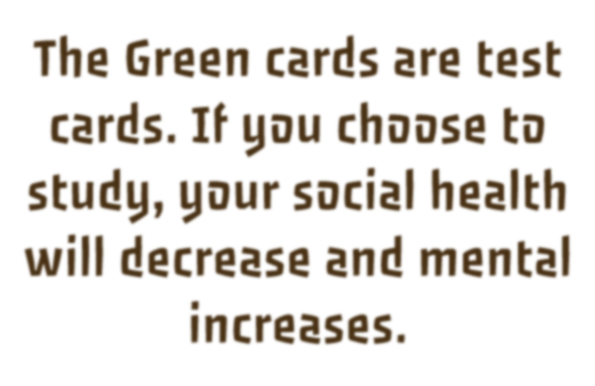 The Green cards are test
cards. If you choose to
study, your social health
will decrease and mental
increases.